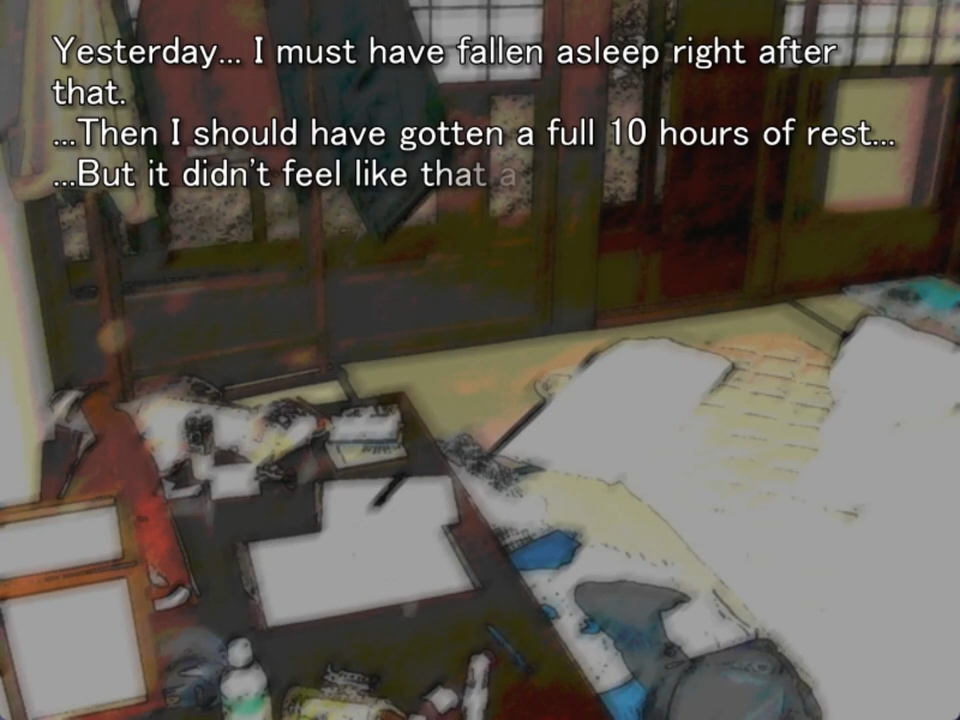 Yesterday... I must have fallen asleep right after
that.
...Then I should have gotten a full 10 hours of rest...
...But it didn't feel like that a